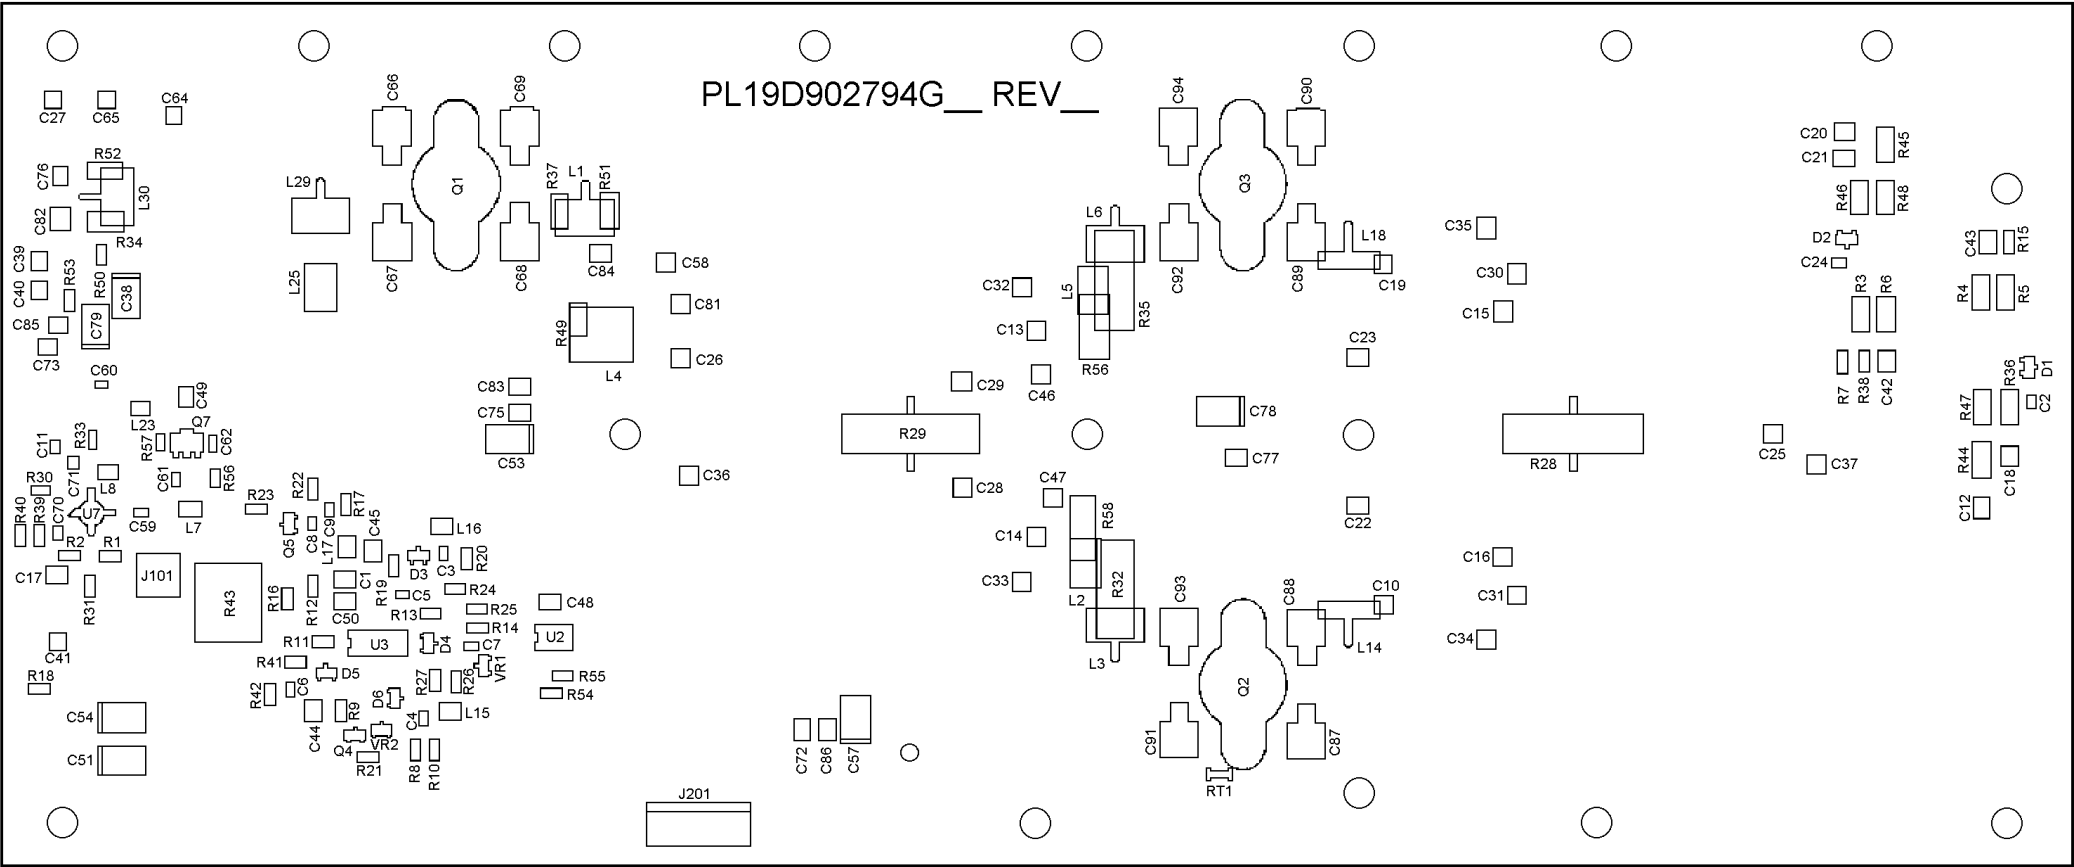 PL19D902794G__ REV__
C66
C69
C94
C90
C27
C65
C64
C20
R45
C21
R52
C76
L30
L29
Q1
R37
L1
R51
Q3
R46
R48
C82
R34
L6
L18
C35
D2
C43
R15
C39
R53
R50
C38
L25
C67
C68
C84
C58
C92
C89
C19
C24
C40
C32
L5
C30
R3
R6
R4
R5
C85
C79
R49
C81
C13
R35
C15
C73
L4
C26
R56
C23
C60
C83
C29
C46
R7
R38
C42
R36
D1
C49
L23
C75
C78
R47
C2
Q7
C11
R33
R57
C62
C53
R29
R28
C25
C71
L8
C61
R56
C36
C77
C37
R44
C18
R30
R22
R17
C28
C47
R40
R39
C70
U7
C59
L7
R23
Q5
C8
C9
C45
L16
R58
C22
C12
R2
R1
L17
C14
C16
C17
J101
R19
D3
C3
R20
R31
R43
R16
R12
C1
C5
R24
C33
L2
R32
C93
C88
C10
C31
C50
R13
R25
C48
R14
C41
R11
U3
D4
C7
U2
C34
R41
D5
VR1
L3
L14
R18
R42
C6
R27
R26
R55
R54
Q2
C54
C44
R9
D6
C4
L15
C51
Q4
VR2
R21
R8
R10
C72
C86
C57
C91
C87
RT1
J201